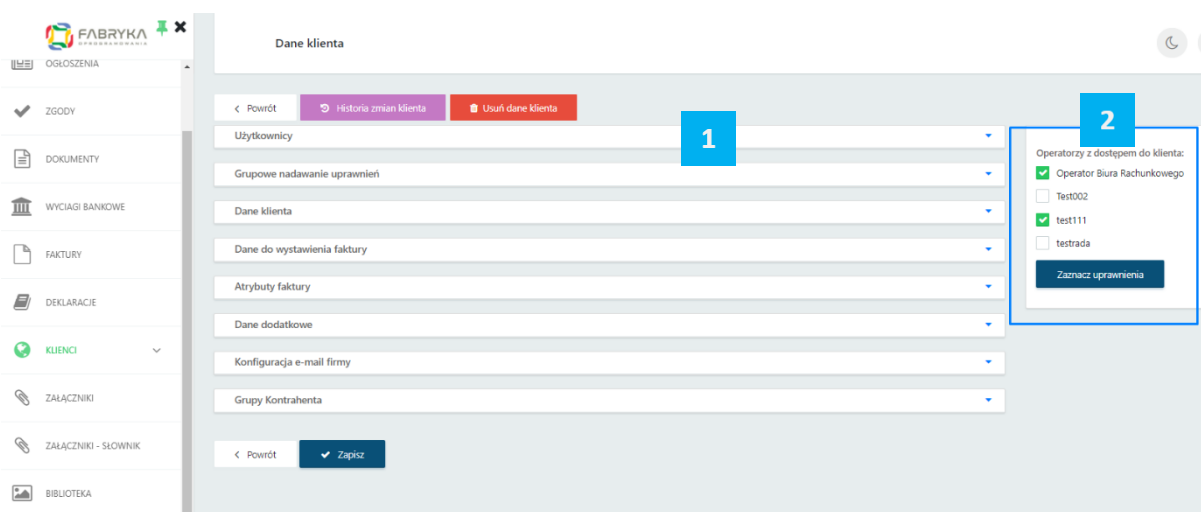 FABRYKA
OPROGRAMOWANIA
OGŁOSZENIA
ZGODY
DOKUMENTY
WYCIAGI BANKOWE
FAKTURY
DEKLARACJE
KLIENCI
ZAŁĄCZNIKI
ZAŁĄCZNIKI - SŁOWNIK
BIBLIOTEKA
Dane klienta
Powrót
Historia zmian klienta
Usuń dane klienta
1
Użytkownicy
Grupowe nadawanie uprawnień
Dane klienta
Dane do wystawienia faktury
Atrybuty faktury
Dane dodatkowe
Konfiguracja e-mail firmy
Grupy Kontrahenta
Powrót
Zapisz
2
Operatorzy z dostępem do klienta:
Operator Biura Rachunkowego
Test002
test111
testrada
Zaznacz uprawnienia